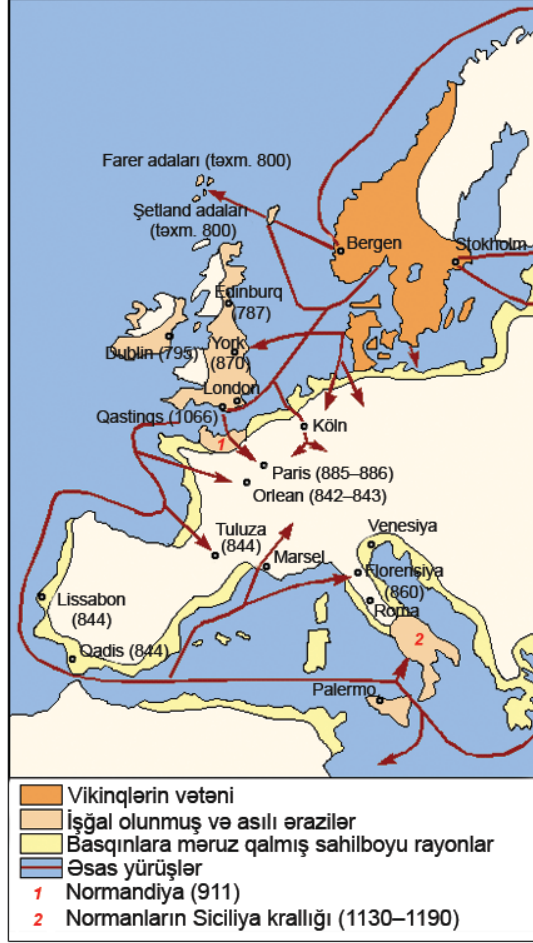 Farer adaları (təxm. 800)
Şetland adaları
(təxm. 800)
Bergen
Stokholm
Edinburq
(787)
Dublin (795)
York
(870)
London
Qastinqs (1066)
Köln
1
Paris (885–886)
Orlean (842–843)
Tuluza
(844)
Marsel
Venesiya
Florensiya
(860)
Roma
Lissabon
(844)
Qadis (844)
2
Palermo
Vikinqlərin vətəni
İşğal olunmuş və asılı ərazilər
Basqınlara məruz qalmış sahilboyu rayonlar
Əsas yürüşlər
1 Normandiya (911)
2 Normanların Siciliya krallığı (1130–1190)